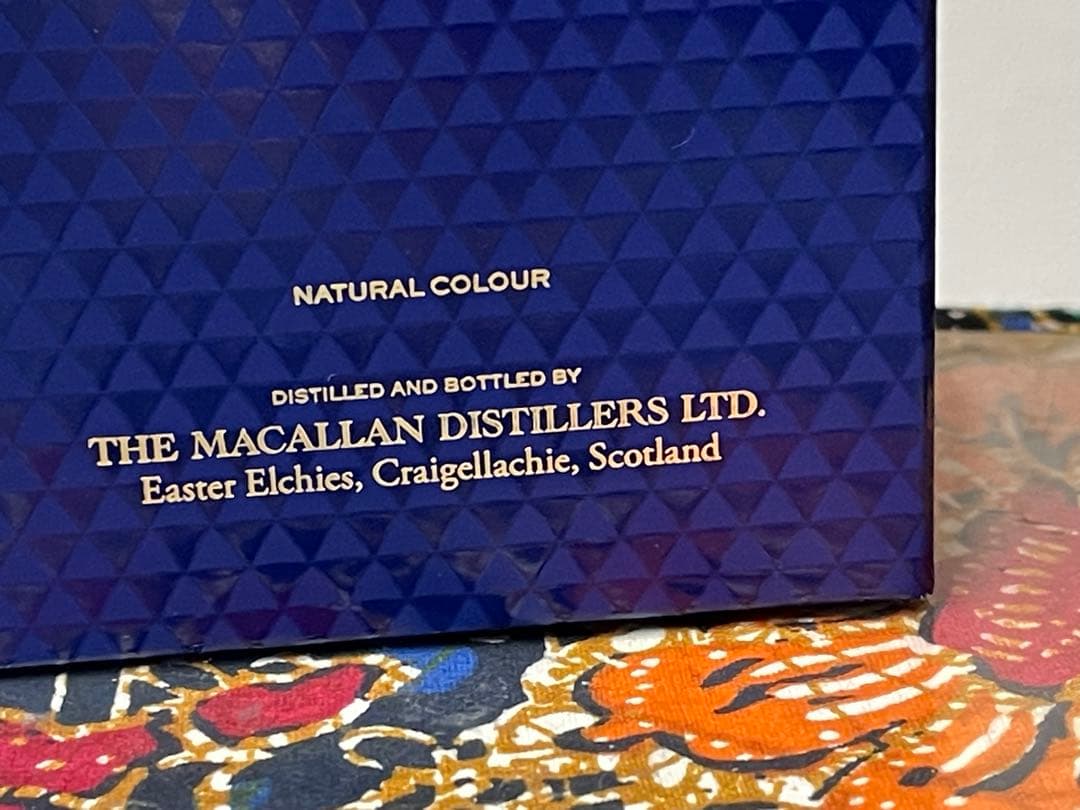 NATURAL COLOUR
DISTILLED AND BOTTLED BY
THE MACALLAN DISTILLERS LTD.
Easter Elchies, Craigellachie, Scotland